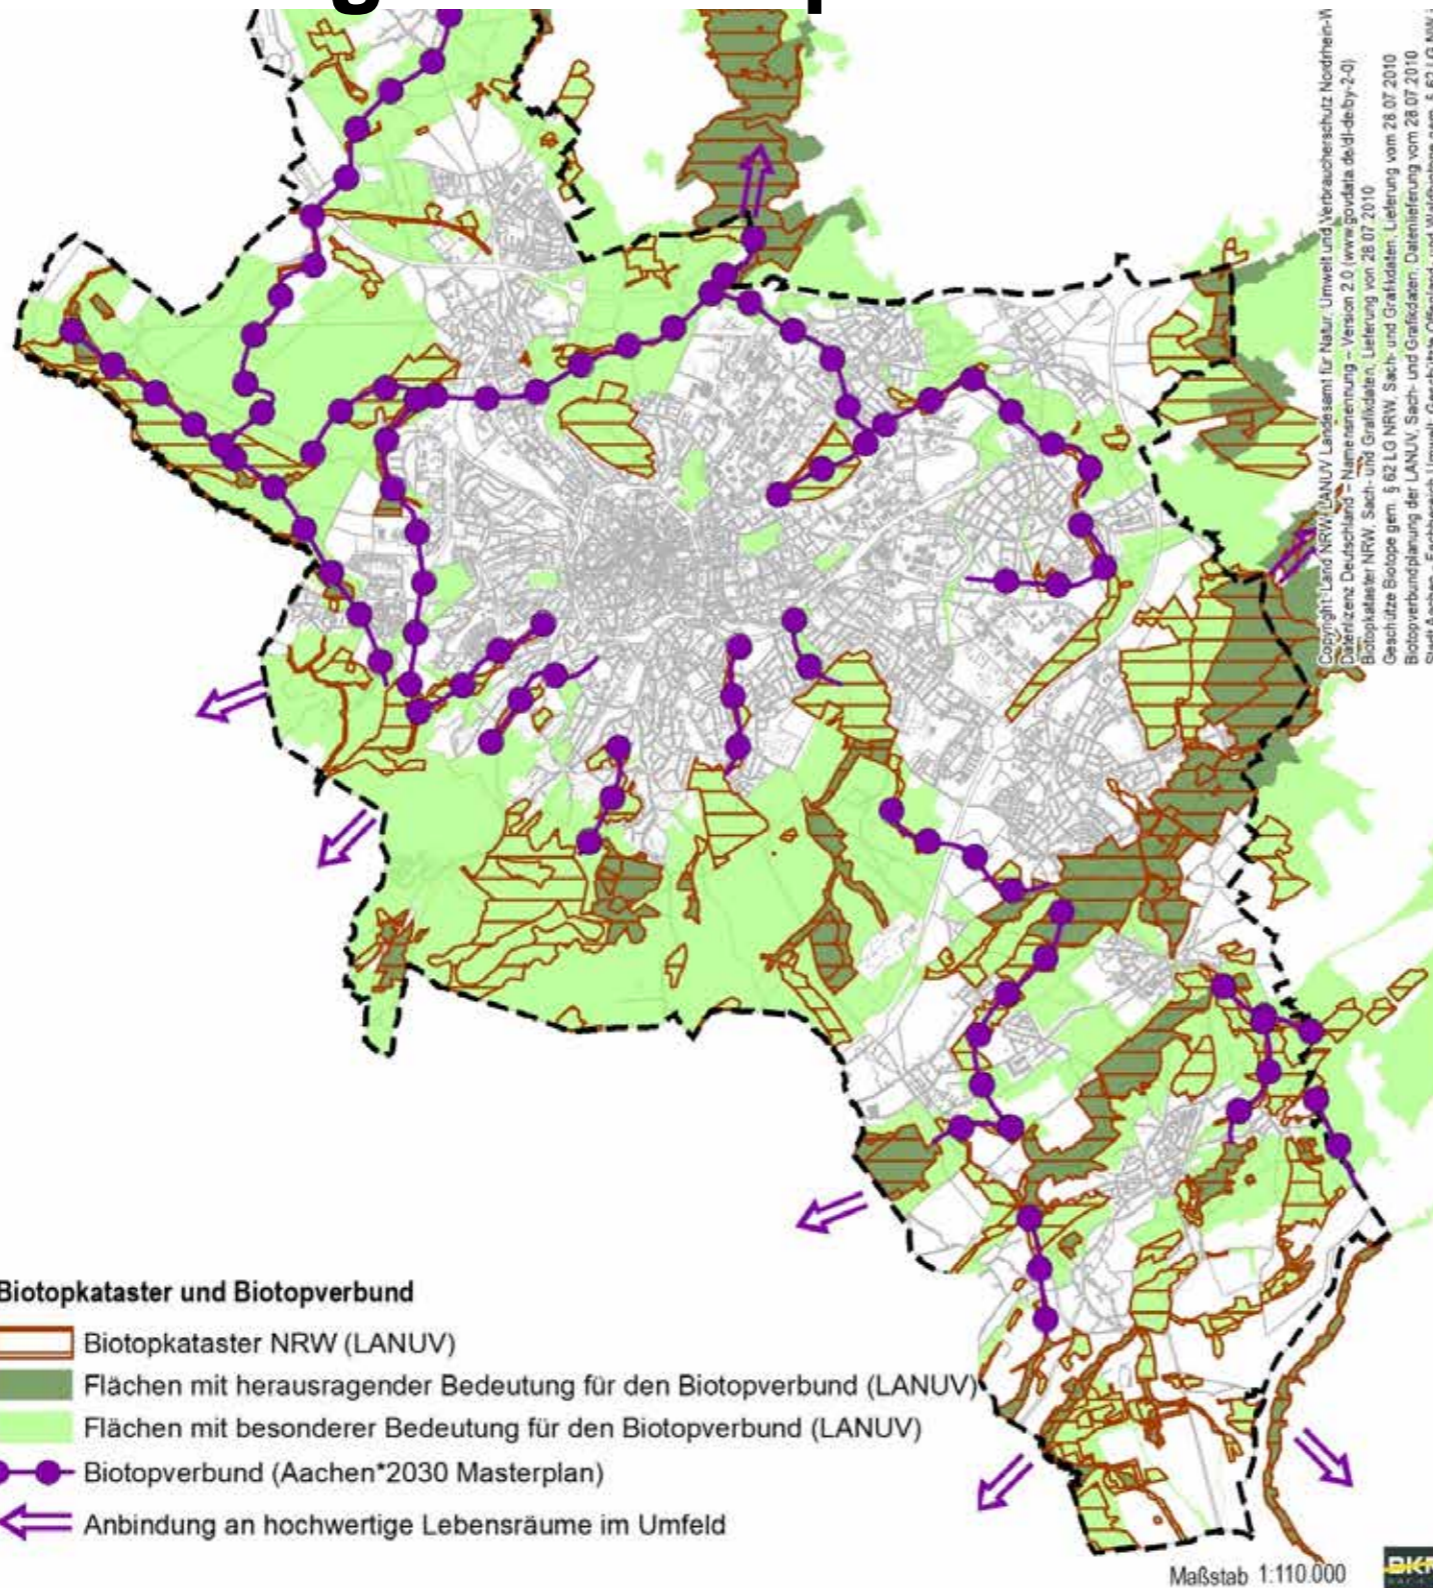 Copyright: Land NRW, LANUV Landesamt für Natur, Umwelt und Verbraucherschutz Nordrhein-W
Datenlizenz Deutschland – Namensnennung – Version 2.0 (www.govdata.de/dl-de/by-2-0)
Biotopkataster NRW, Sach- und Grafikdaten, Lieferung von 28.07.2010
Geschütze Biotope gem. § 62 LG NRW, Sach- und Grafikdaten, Lieferung vom 28.07.2010
Biotopverbundplanung der LANUV, Sach- und Grafikdaten, Datenlieferung vom 28.07.2010
Biotopkataster und Biotopverbund
Biotopkataster NRW (LANUV)
Flächen mit herausragender Bedeutung für den Biotopverbund (LANUV)
Flächen mit besonderer Bedeutung für den Biotopverbund (LANUV)
Biotopverbund (Aachen*2030 Masterplan)
Anbindung an hochwertige Lebensräume im Umfeld
Maßstab 1:110.000